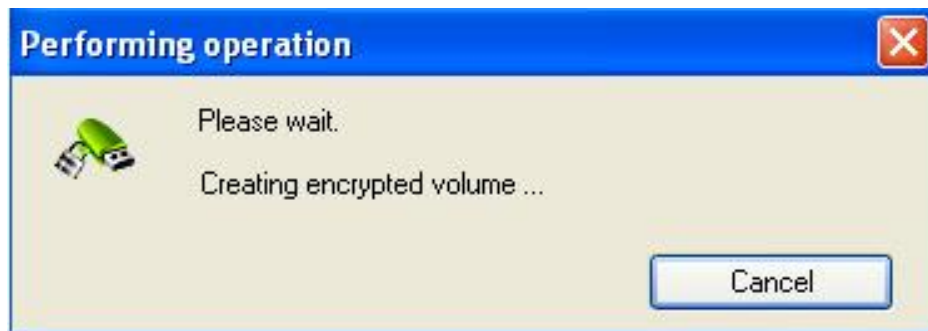 Performing operation
Please wait.
Creating encrypted volume ...
Cancel